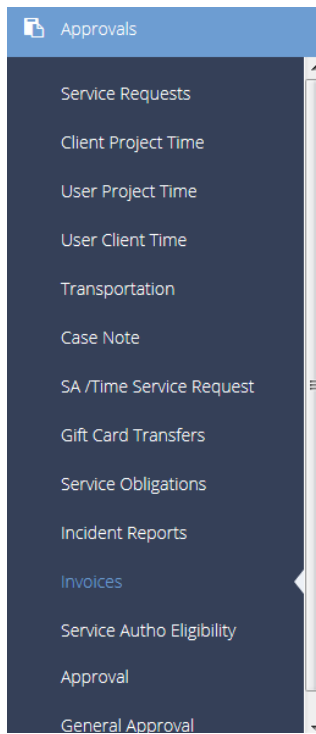 Approvals
Service Requests
Client Project Time
User Project Time
User Client Time
Transportation
Case Note
SA /Time Service Request
Gift Card Transfers
Service Obligations
Incident Reports
Invoices
Service Autho Eligibility
Approval
General Approval